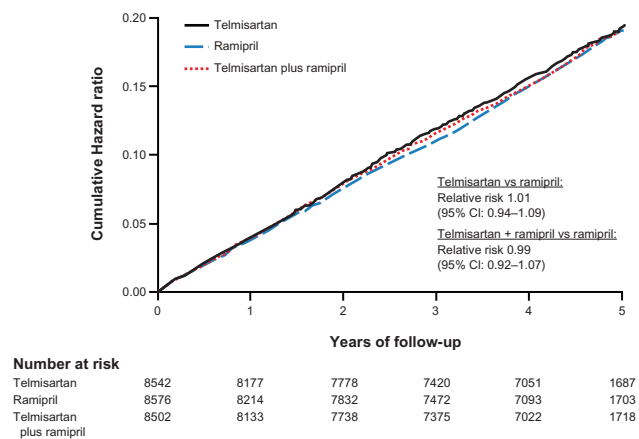 0.20
0.15
0.10
0.05
0.00
Cumulative Hazard ratio
Telmisartan
Ramipril
Telmisartan plus ramipril
Telmisartan vs ramipril:
Relative risk 1.01
(95% CI: 0.94–1.09)
Telmisartan + ramipril vs ramipril:
Relative risk 0.99
(95% CI: 0.92–1.07)
0 1 2 3 4 5
Years of follow-up
Number at risk
Telmisartan 8542 8177 7778 7420 7051 1687
Ramipril 8576 8214 7832 7472 7093 1703
Telmisartan 8502 8133 7738 7375 7022 1718
plus ramipril